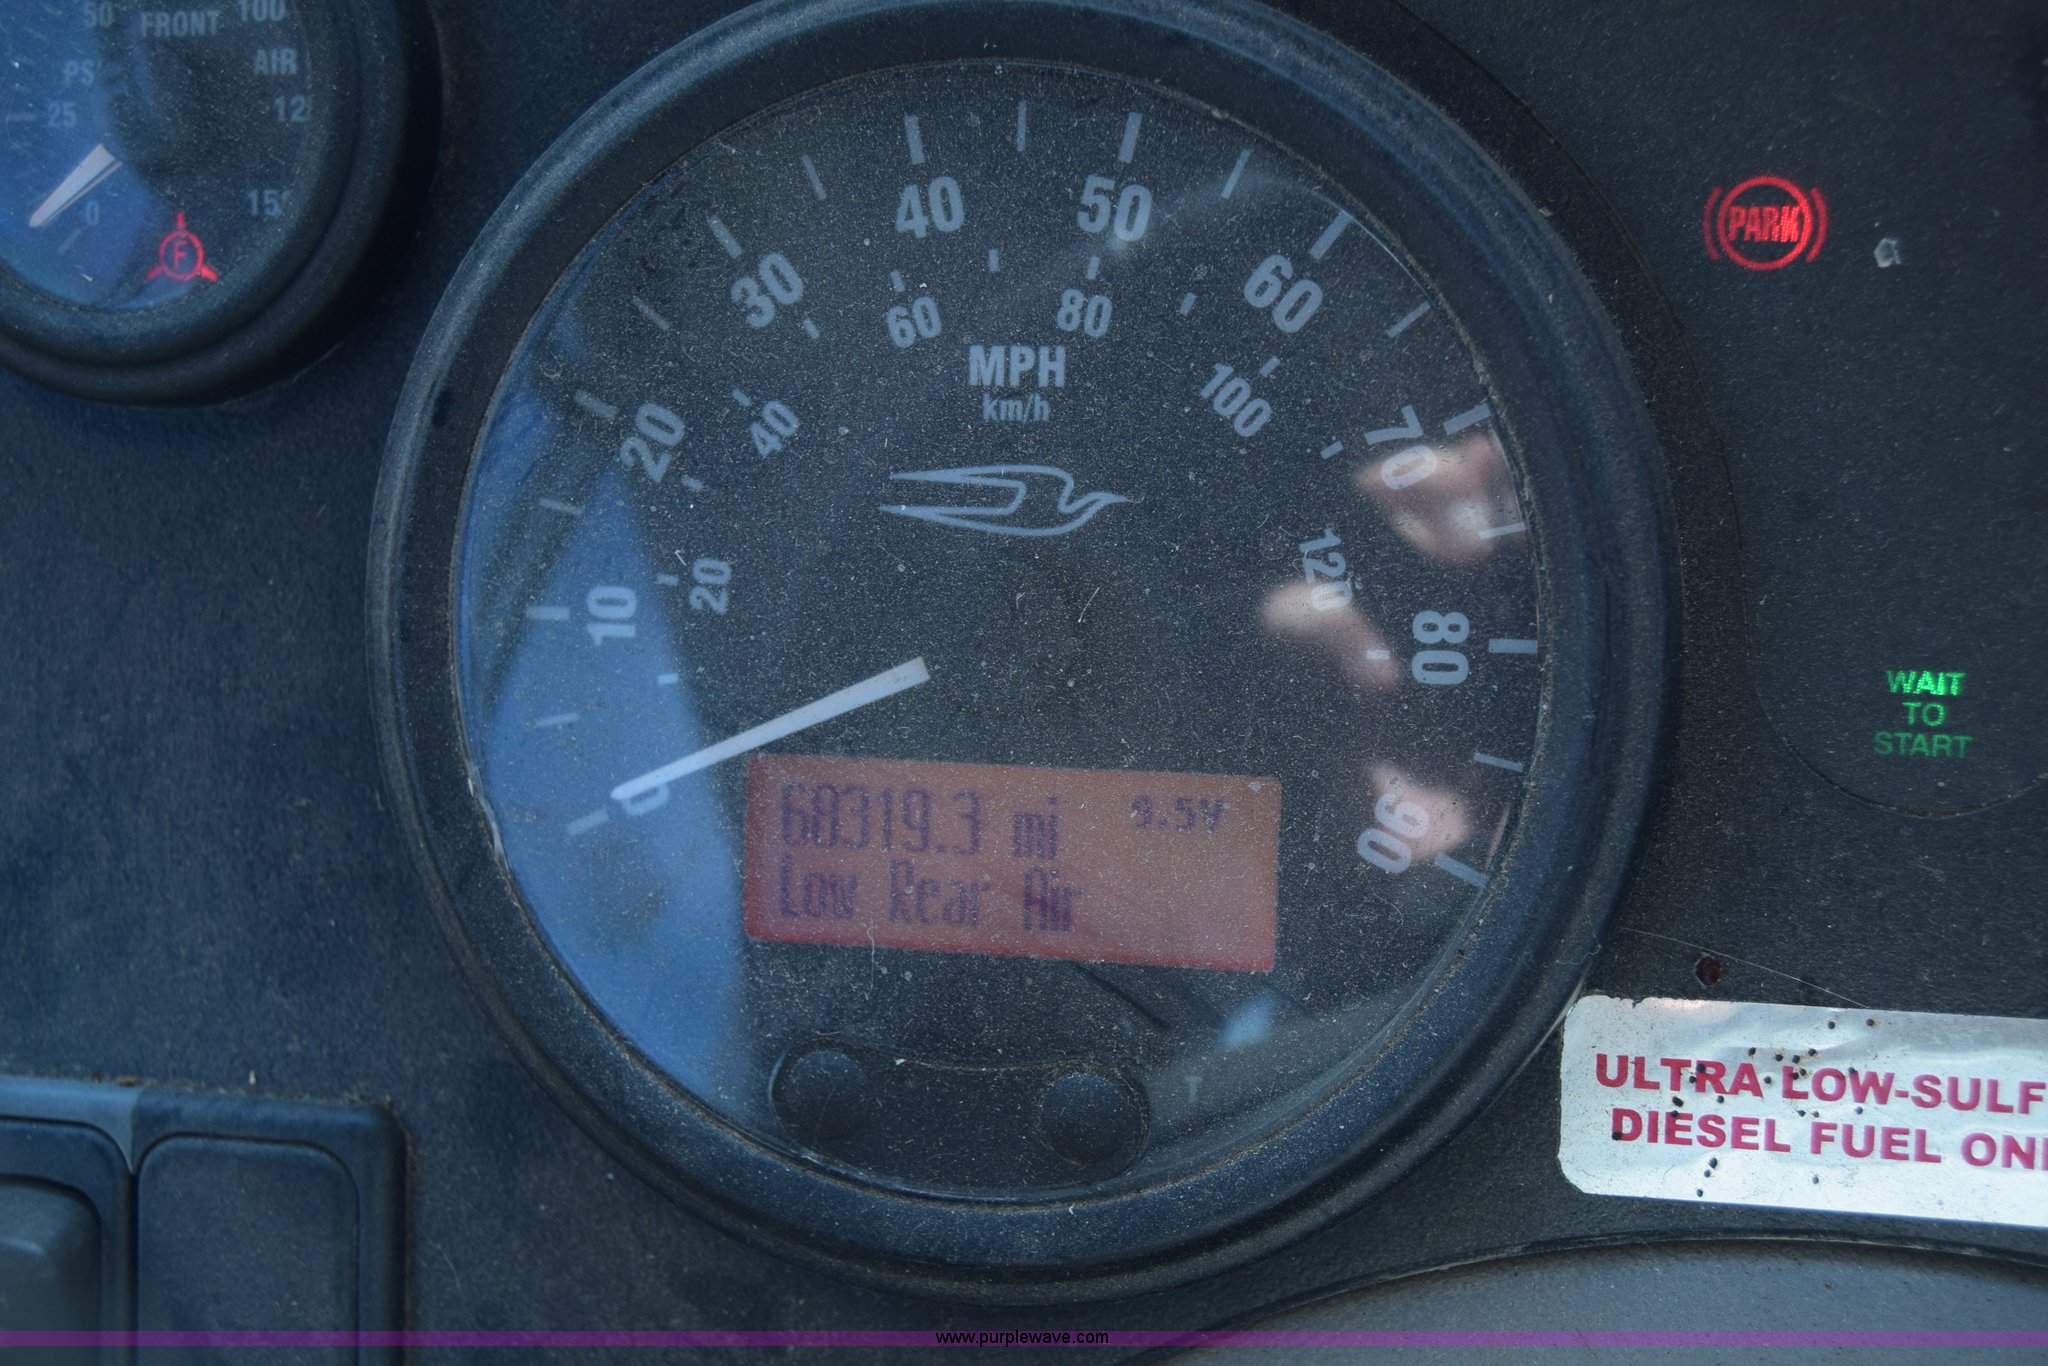 50
100
FRONT
PS
AIR
25
12
0
15
F
40
50
30
60
60
80
MPH
km/h
20
40
100
70
10
20
120
80
0
90
68319.3 mi
9.5V
Low Rear Air
T
PARK
WAIT
TO
START
ULTRA LOW-SULF
DIESEL FUEL ON
www.purplewave.com